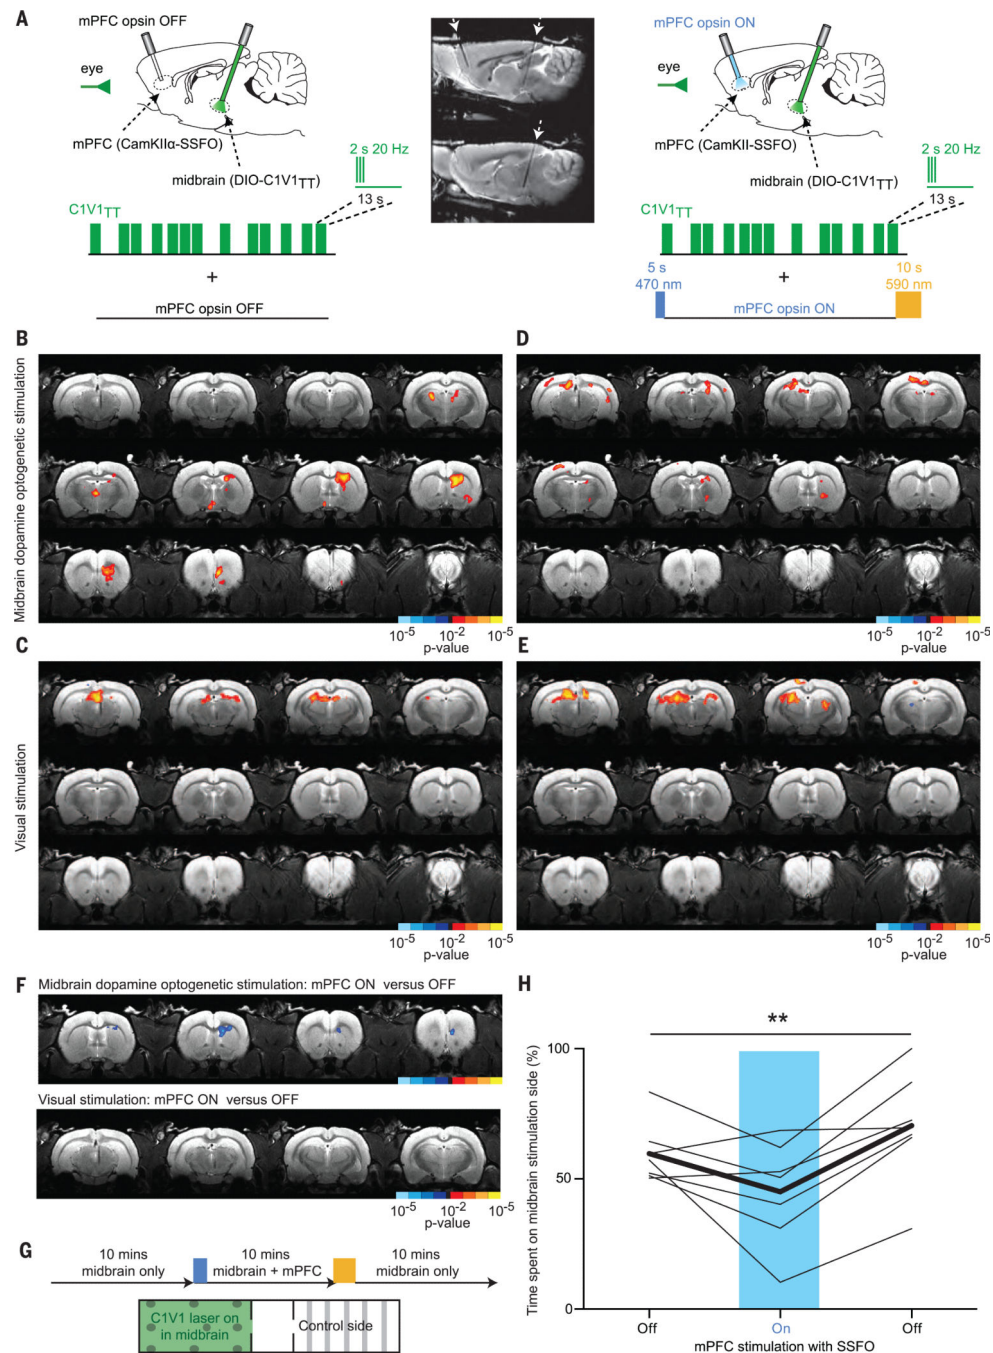 A
mPFC opsin OFF
eye
mPFC (CamKIIα-SSFO)
midbrain (DIO-C1V1TT)
2 s 20 Hz
13 s
C1V1TT
+
mPFC opsin OFF
mPFC opsin ON
eye
mPFC (CamKII-SSFO)
midbrain (DIO-C1V1TT)
2 s 20 Hz
13 s
C1V1TT
5 s
470 nm
+
10 s
590 nm
mPFC opsin ON
B
D
Midbrain dopamine optogenetic stimulation
10-5 10-2 10-5
p-value
10-5 10-2 10-5
p-value
C
E
Visual stimulation
10-5 10-2 10-5
p-value
10-5 10-2 10-5
p-value
F
Midbrain dopamine optogenetic stimulation: mPFC ON versus OFF
Visual stimulation: mPFC ON versus OFF
10-5 10-2 10-5
p-value
G
10 mins
midbrain only
10 mins
midbrain + mPFC
10 mins
midbrain only
C1V1 laser on
in midbrain
Control side
H
**
Time spent on midbrain stimulation side (%)
100
50
0
Off
On
Off
mPFC stimulation with SSFO